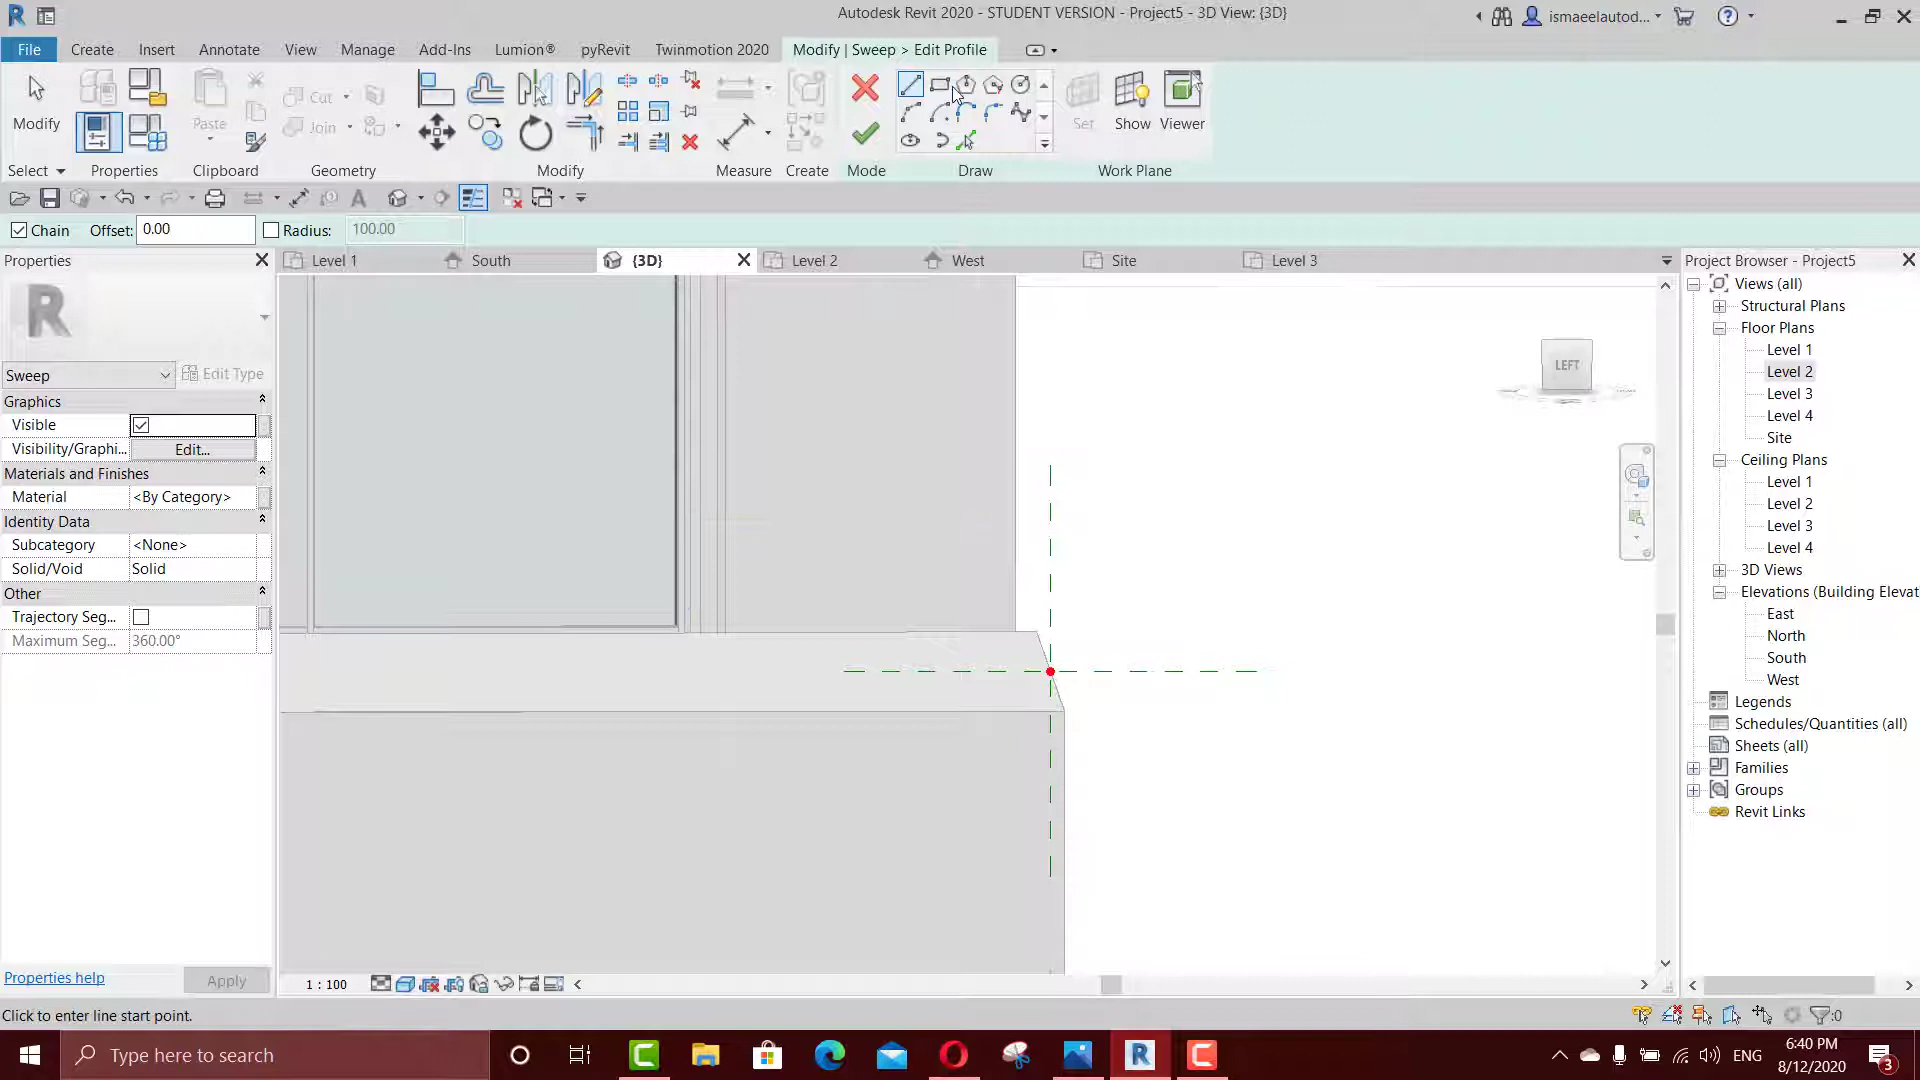 Autodesk Revit 2020 - STUDENT VERSION - Project5 - 3D View: {3D}
ismaeelautod...
File Create Insert Annotate View Manage Add-Ins Lumion® pyRevit Twinmotion 2020 Modify | Sweep > Edit Profile
Modify Paste Cut Join Set Show Viewer
Select Properties Clipboard Geometry Modify Measure Create Mode Draw Work Plane
Chain Offset: 0.00 Radius: 100.00
Properties
Level 1 South {3D} Level 2 West Site Level 3
Project Browser - Project5
Sweep Edit Type
Graphics
Visible
Visibility/Graphi... Edit...
Materials and Finishes
Material <By Category>
Identity Data
Subcategory <None>
Solid/Void Solid
Other
Trajectory Seg...
Maximum Seg... 360.00°
Properties help Apply
LEFT
Views (all)
Structural Plans
Floor Plans
Level 1
Level 2
Level 3
Level 4
Site
Ceiling Plans
Level 1
Level 2
Level 3
Level 4
3D Views
Elevations (Building Elevat
East
North
South
West
Legends
Schedules/Quantities (all)
Sheets (all)
Families
Groups
Revit Links
1 : 100
Click to enter line start point.
:0
Type here to search
ENG
6:40 PM
8/12/2020
3